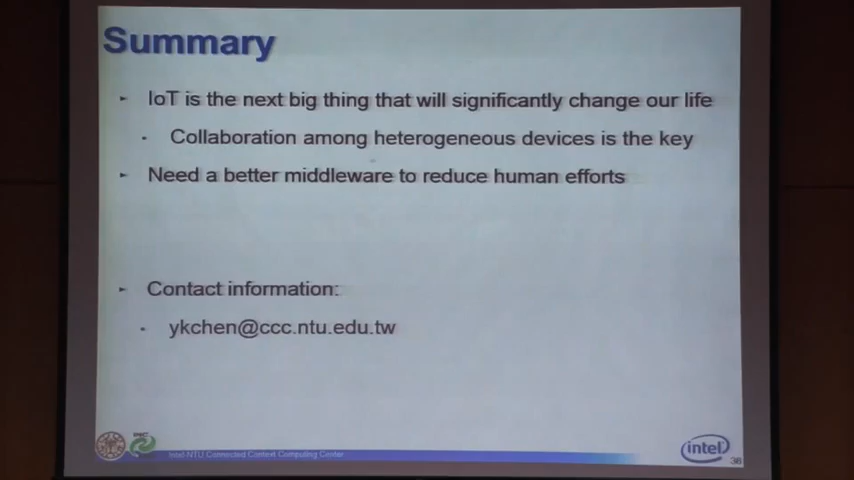 Summary
IoT is the next big thing that will significantly change our life
Collaboration among heterogeneous devices is the key
Need a better middleware to reduce human efforts
Contact information:
ykchen@ccc.ntu.edu.tw
Intel-NTU Connected Context Computing Center
intel
36